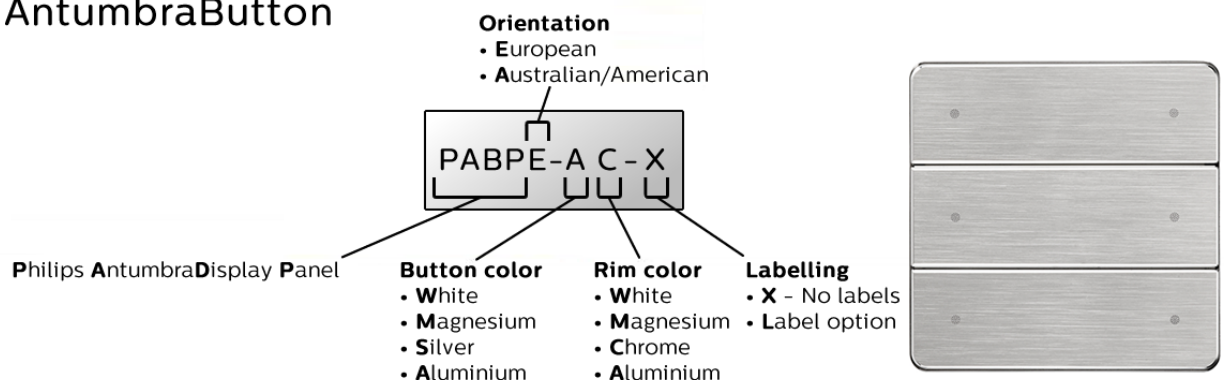 AntumbraButton
Orientation
• European
• Australian/American
PABPE-A C-X
Philips AntumbraDisplay Panel
Button color
• White
• Magnesium
• Silver
• Aluminium
Rim color
• White
• Magnesium
• Chrome
• Aluminium
Labelling
• X - No labels
• Label option